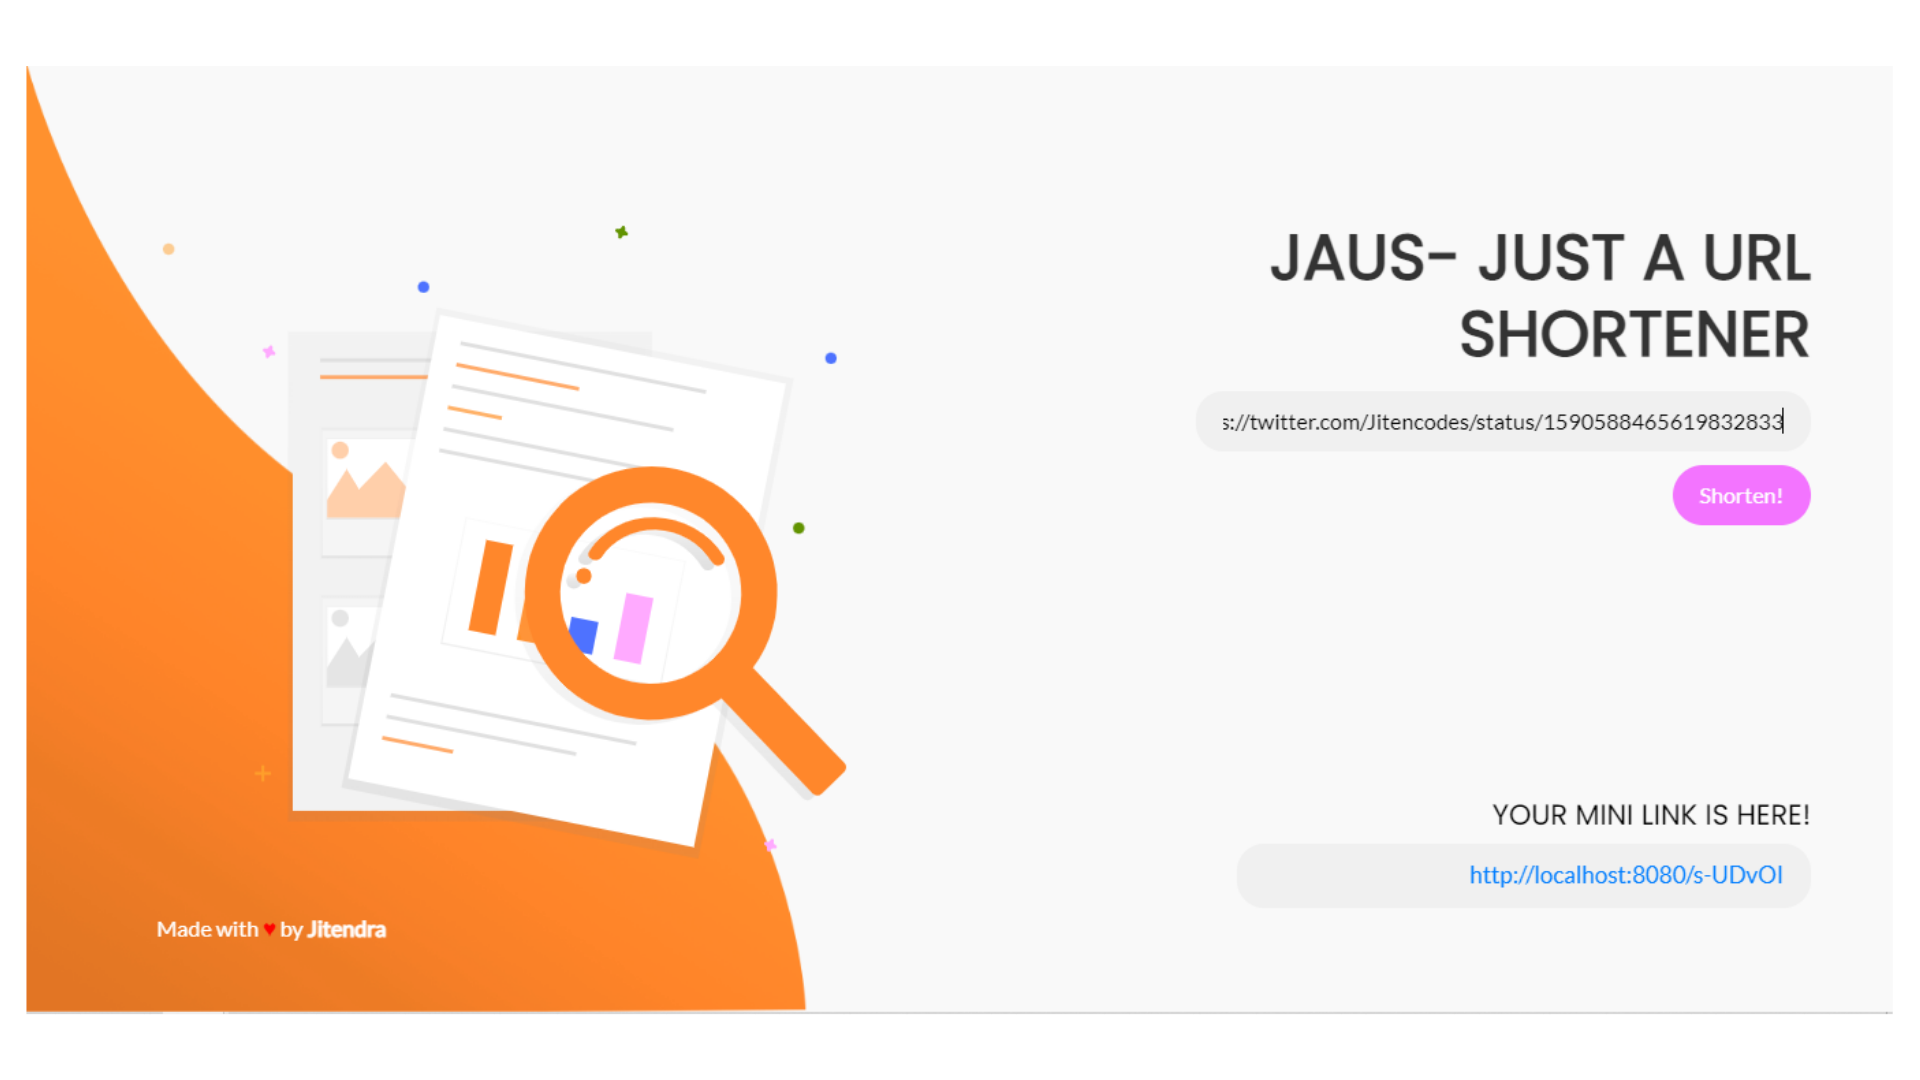 JAUS- JUST A URL
SHORTENER
s://twitter.com/Jitencodes/status/1590588465619832833
Shorten!
YOUR MINI LINK IS HERE!
http://localhost:8080/s-UDvOI
Made with ♥ by Jitendra